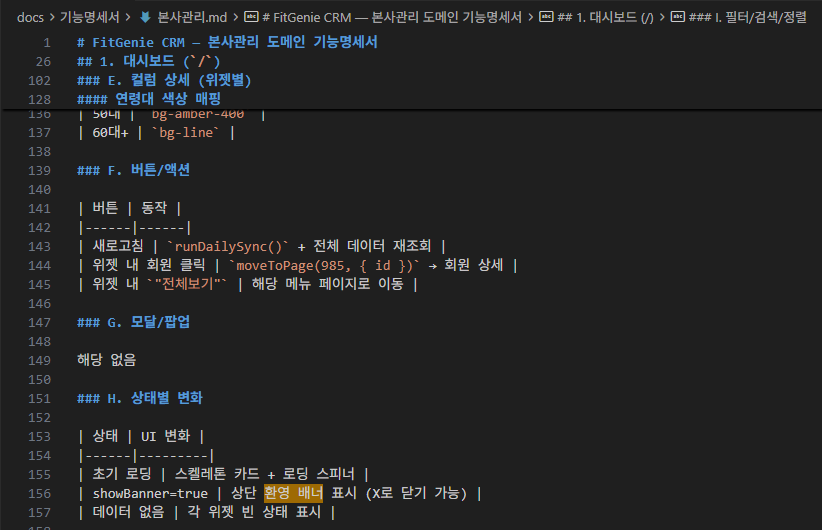 docs > 기능명세서 > 본사관리.md > # FitGenie CRM — 본사관리 도메인 기능명세서 > ## 1. 대시보드 (/) > ### I. 필터/검색/정렬
1 # FitGenie CRM — 본사관리 도메인 기능명세서
26 ## 1. 대시보드 (`/`)
102 ### E. 컬럼 상세 (위젯별)
128 #### 연령대 색상 매핑
136 | 50대 | `bg-amber-400` |
137 | 60대+ | `bg-line` |
138
139 ### F. 버튼/액션
140
141 | 버튼 | 동작 |
142 |------|------|
143 | 새로고침 | `runDailySync()` + 전체 데이터 재조회 |
144 | 위젯 내 회원 클릭 | `moveToPage(985, { id })` → 회원 상세 |
145 | 위젯 내 `"전체보기"` | 해당 메뉴 페이지로 이동 |
146
147 ### G. 모달/팝업
148
149 해당 없음
150
151 ### H. 상태별 변화
152
153 | 상태 | UI 변화 |
154 |------|---------|
155 | 초기 로딩 | 스켈레톤 카드 + 로딩 스피너 |
156 | showBanner=true | 상단 환영 배너 표시 (X로 닫기 가능) |
157 | 데이터 없음 | 각 위젯 빈 상태 표시 |